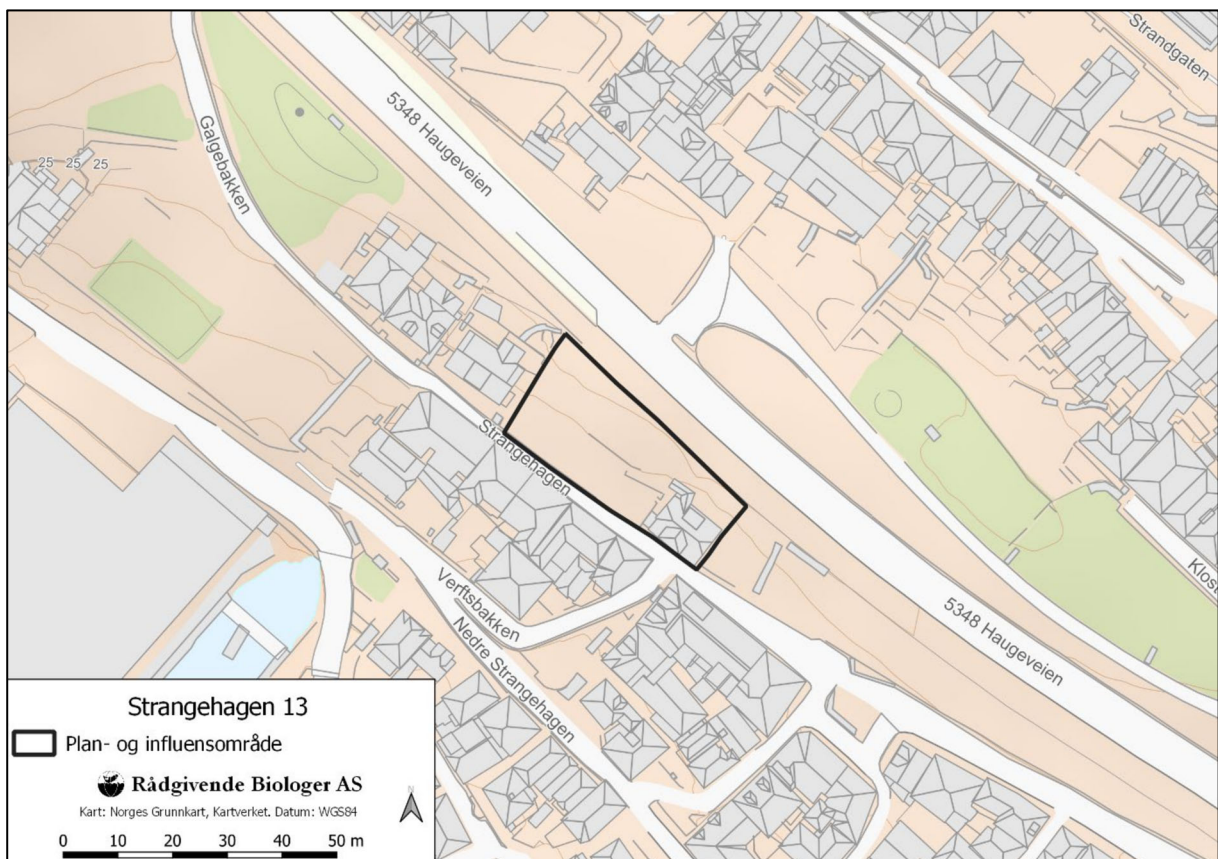 Strandgaten
5348 Haugeveien
Galgebakken
25 25 25
Strangehagen
Verftsbakken
Nedre Strangehagen
5348 Haugeveien
Klost
Strangehagen 13
Plan- og influensområde
Rådgivende Biologer AS
N
Kart: Norges Grunnkart, Kartverket. Datum: WGS84
0 10 20 30 40 50 m